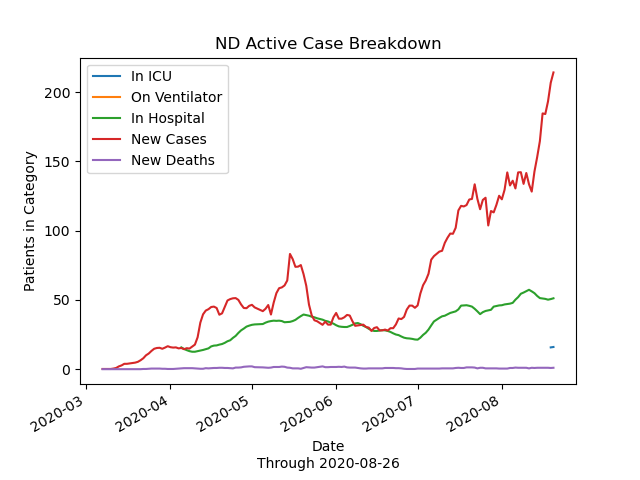 ND Active Case Breakdown
In ICU
On Ventilator
In Hospital
New Cases
New Deaths
Patients in Category
200
150
100
50
0
2020-03
2020-04
2020-05
2020-06
2020-07
2020-08
Date
Through 2020-08-26